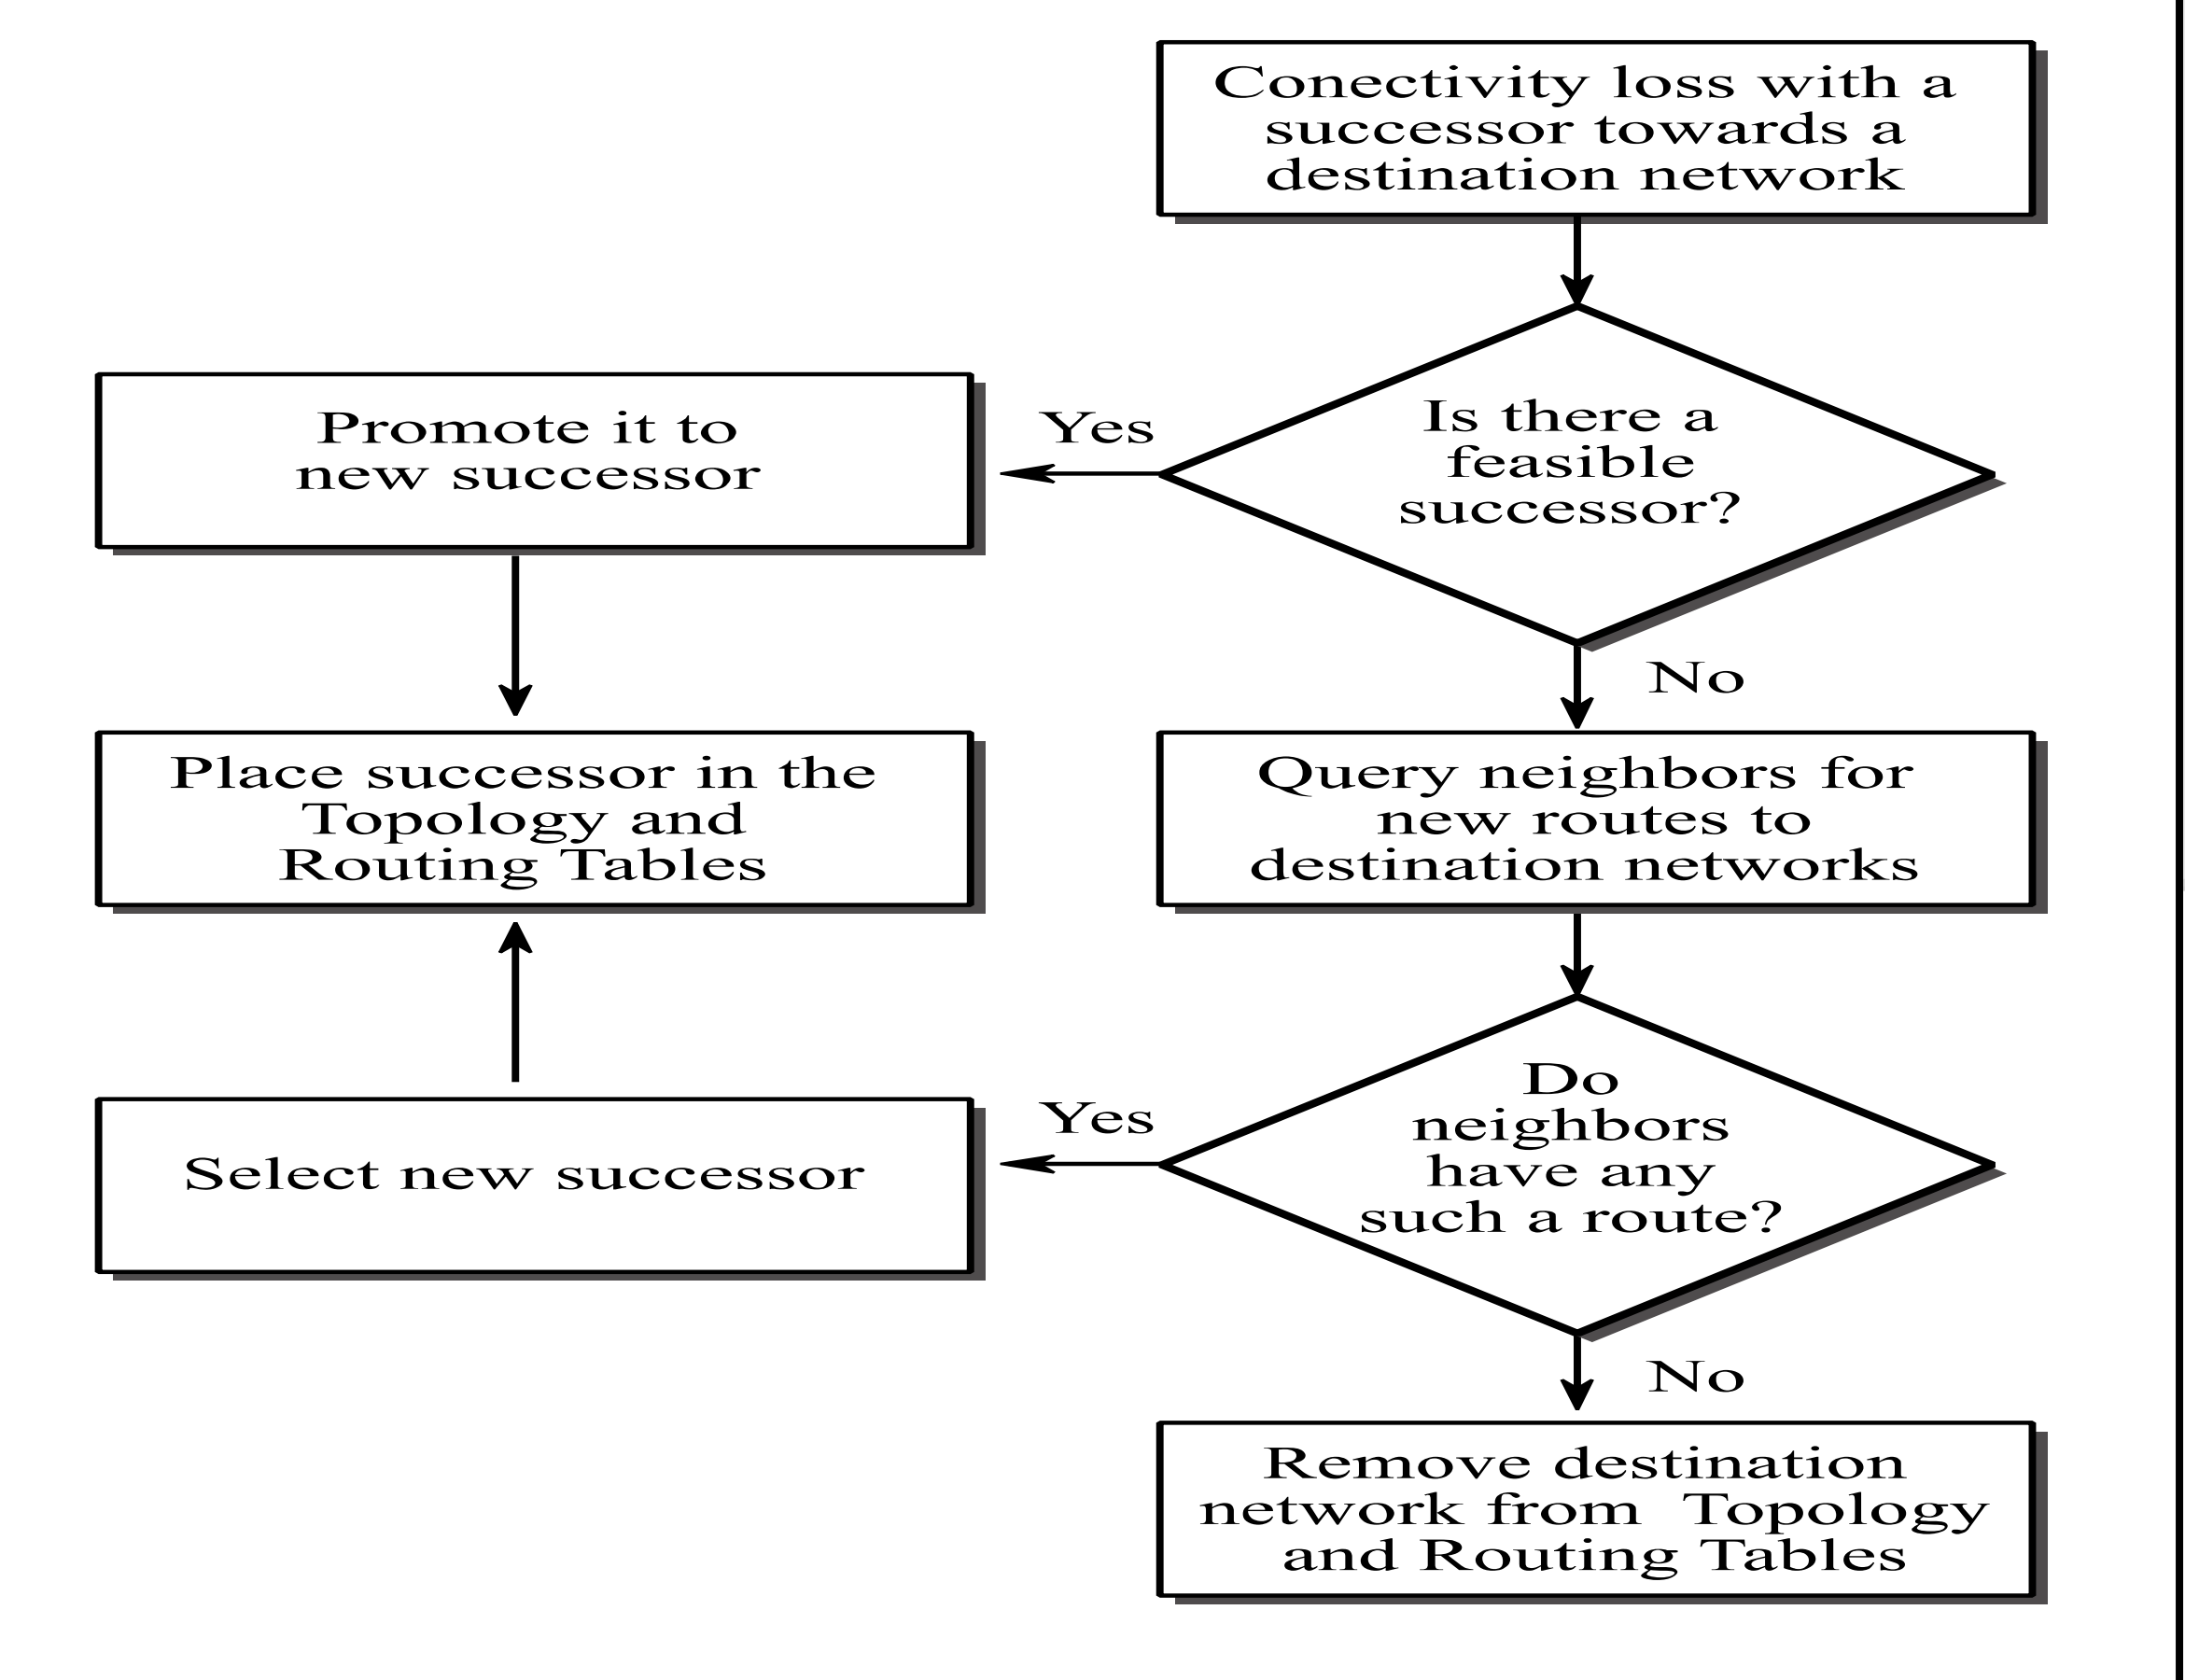 Conectivity loss with a
successor towards a
destination network
Is there a
feasible
successor?
Yes
Promote it to
new successor
No
Place successor in the
Topology and
Routing Tables
Query neighbors for
new routes to
destination networks
Do
neighbors
have any
such a route?
Yes
Select new successor
No
Remove destination
network from Topology
and Routing Tables